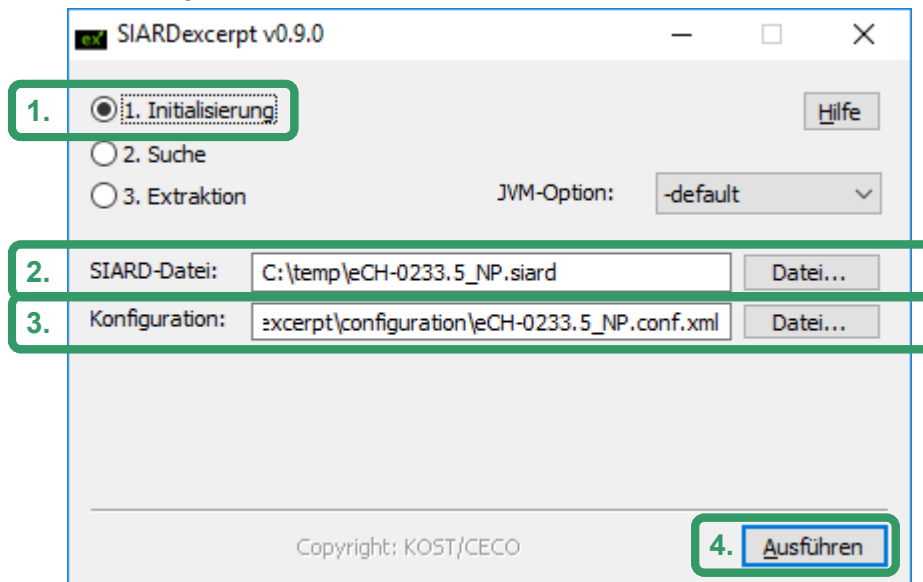 ex SIARDexcerpt v0.9.0
1. 1. Initialisierung Hilfe
2. Suche
3. Extraktion JVM-Option: -default
2. SIARD-Datei: C:\temp\eCH-0233.5_NP.siard Datei...
3. Konfiguration: excerpt\configuration\eCH-0233.5_NP.conf.xml Datei...
Copyright: KOST/CECO 4. Ausführen